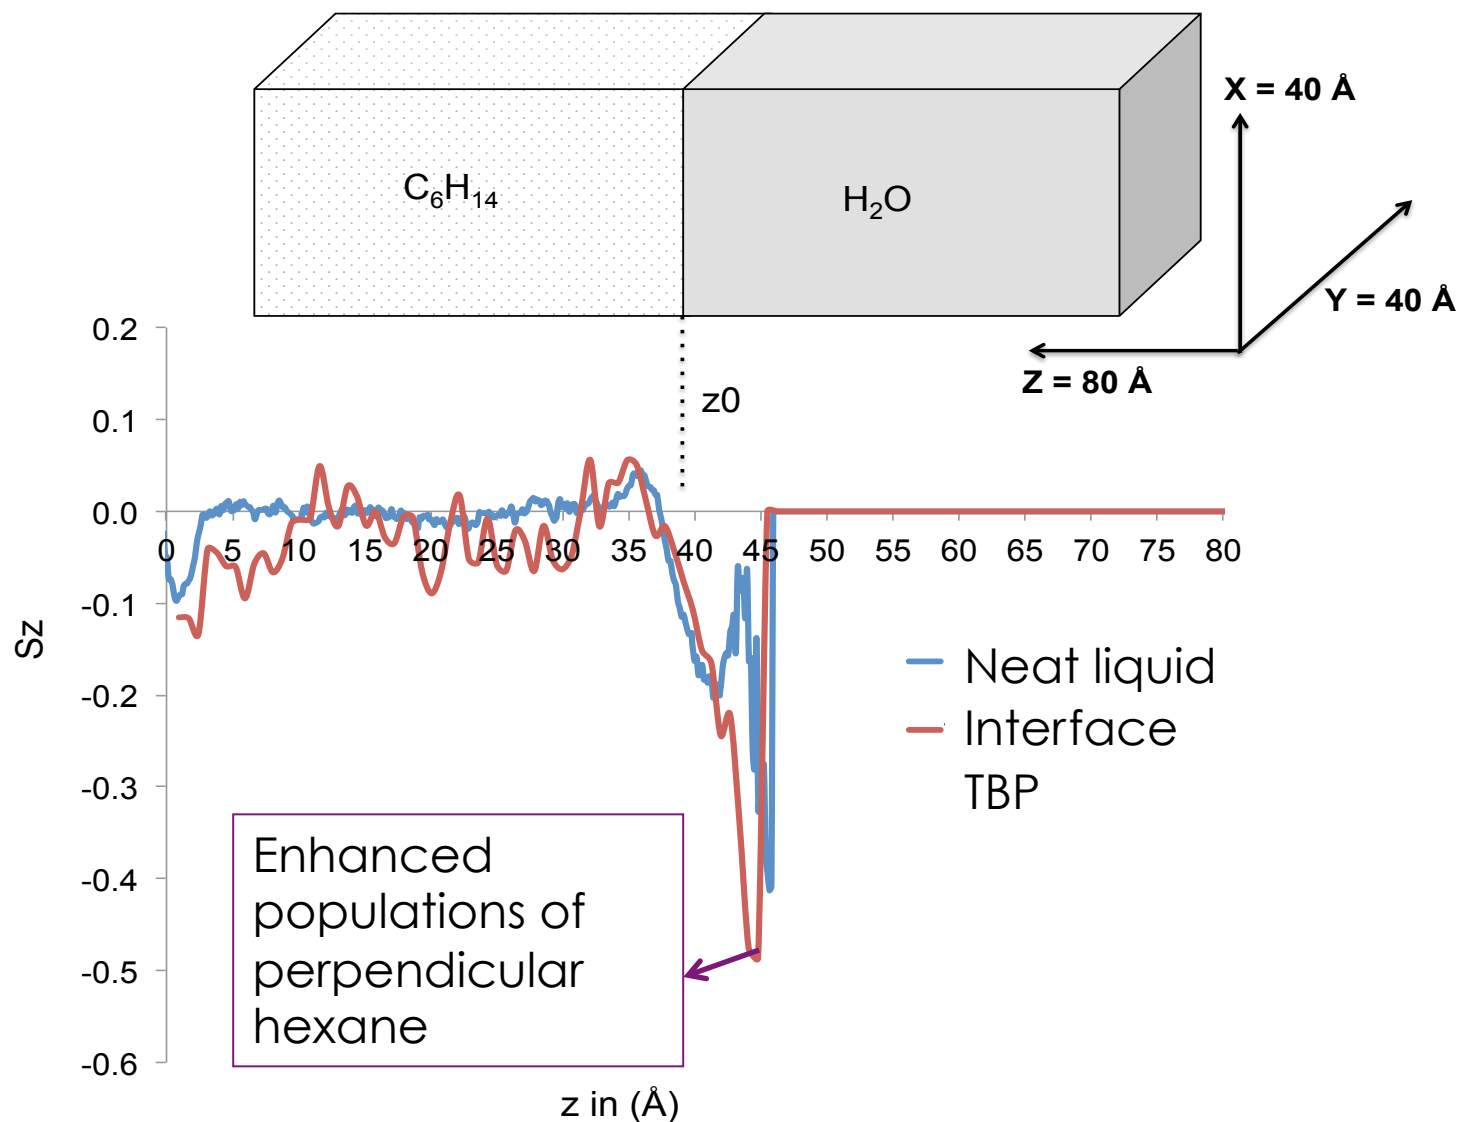 X = 40 Å
C₆H₁₄
H₂O
Y = 40 Å
Z = 80 Å
z0
0.2
0.1
0.0
-0.1
-0.2
-0.3
-0.4
-0.5
-0.6
0 5 10 15 20 25 30 35 40 45 50 55 60 65 70 75 80
Sz
Neat liquid
Interface
TBP
Enhanced
populations of
perpendicular
hexane
z in (Å)